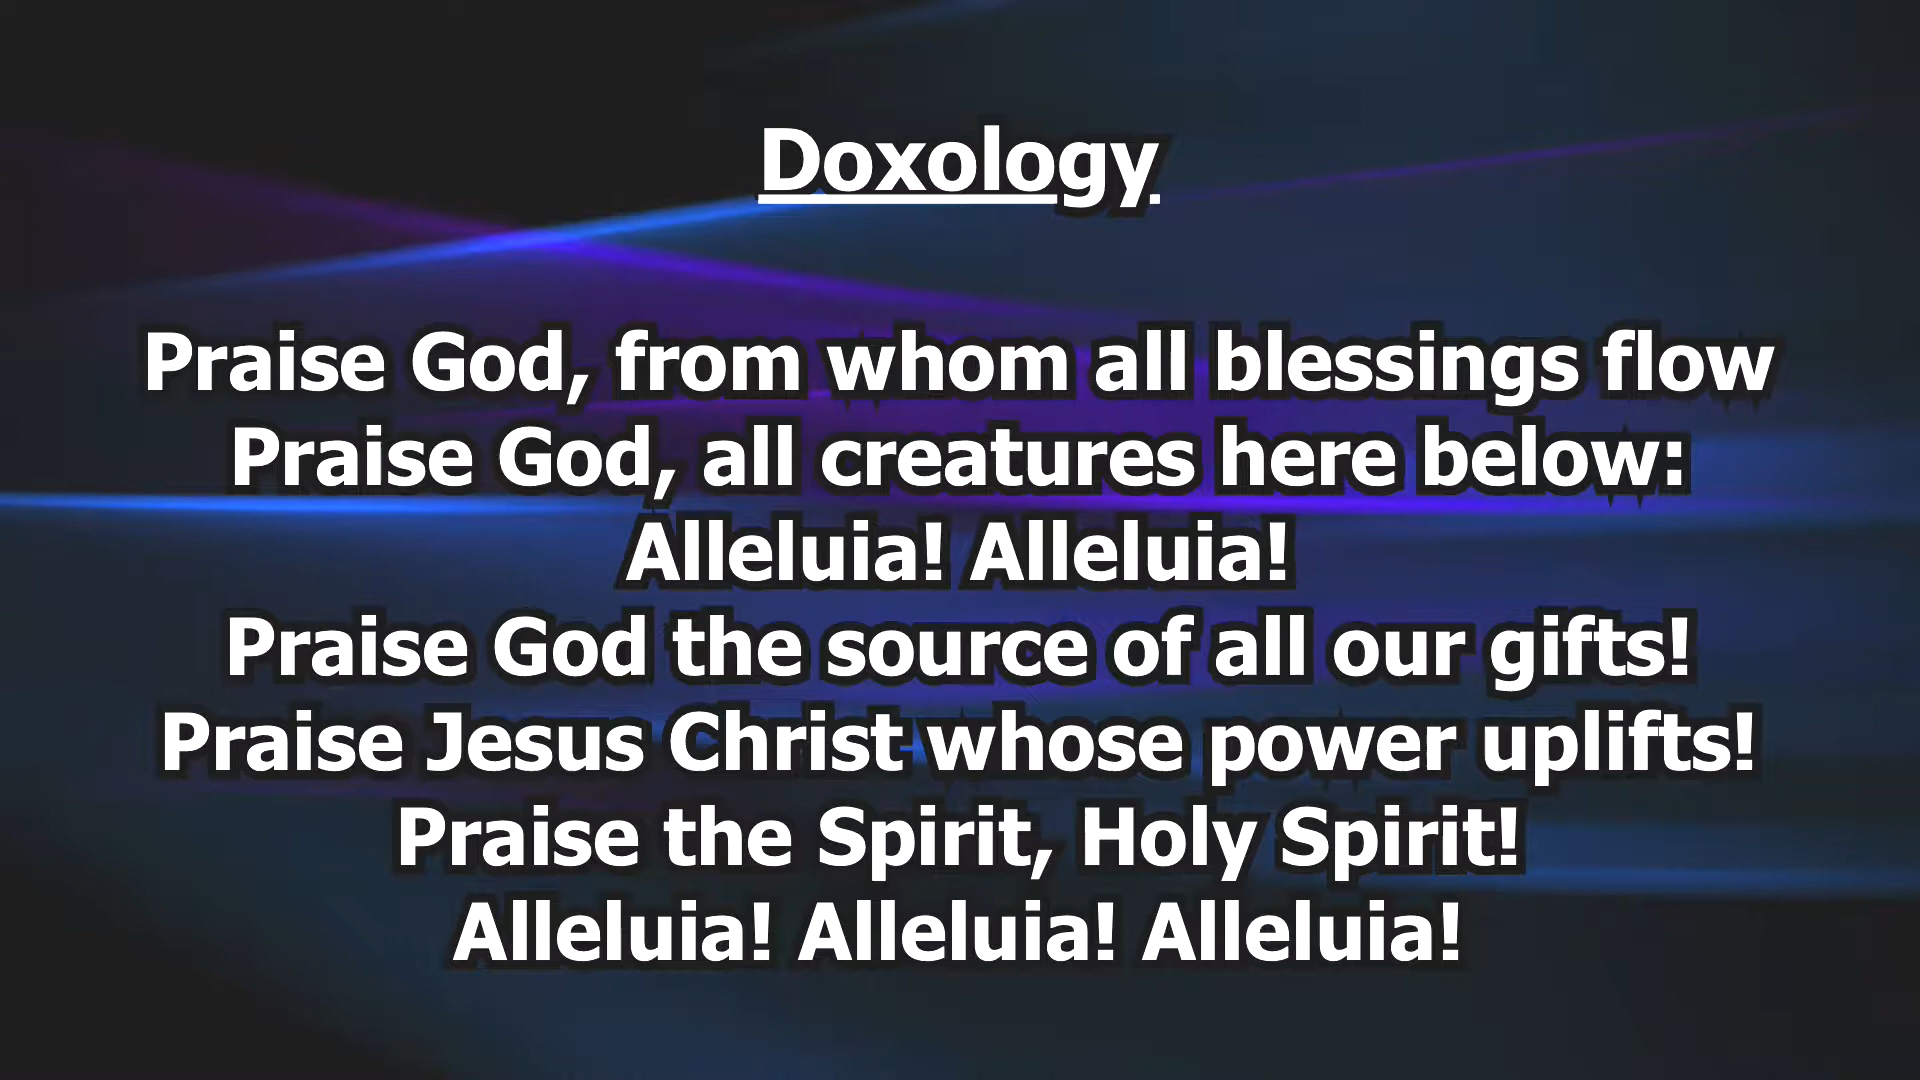 Doxology
Praise God, from whom all blessings flow
Praise God, all creatures here below:
Alleluia! Alleluia!
Praise God the source of all our gifts!
Praise Jesus Christ whose power uplifts!
Praise the Spirit, Holy Spirit!
Alleluia! Alleluia! Alleluia!